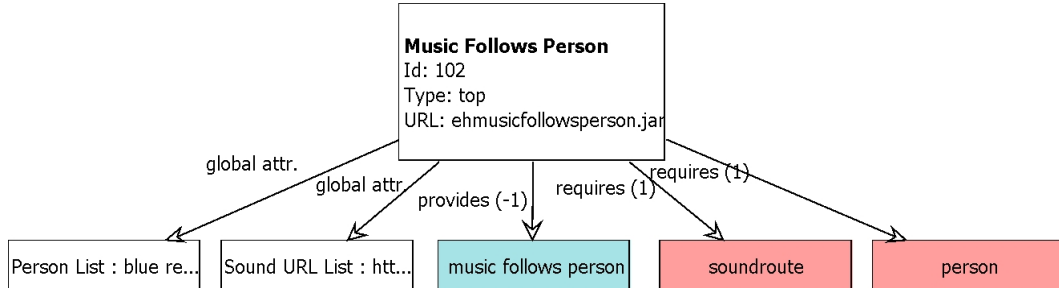 Music Follows Person
Id: 102
Type: top
URL: ehmusicfollowsperson.jar
global attr.
global attr.
provides (-1)
requires (1)
requires (1)
Person List : blue re...
Sound URL List : htt...
music follows person
soundroute
person